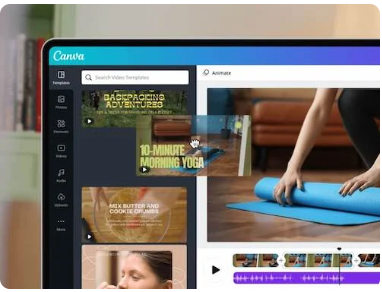 Canva
Templates
Search Video Templates
Animate
BACKPACKING
ADVENTURES
Photos
Elements
10-MINUTE
MORNING YOGA
Videos
Audio
MIX BUTTER AND
COOKIE CRUMBS
Uploads
More